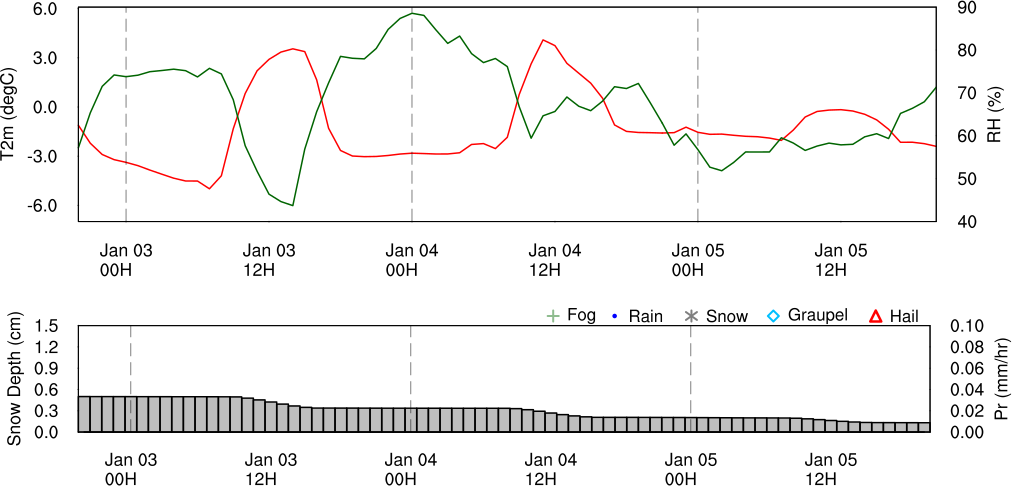 6.0
3.0
0.0
-3.0
-6.0
T2m (degC)
90
80
70
60
50
40
RH (%)
Jan 03 Jan 03 Jan 04 Jan 04 Jan 05 Jan 05
00H 12H 00H 12H 00H 12H
Fog Rain Snow Graupel Hail
1.5
1.2
0.9
0.6
0.3
0.0
Snow Depth (cm)
0.10
0.08
0.06
0.04
0.02
0.00
Pr (mm/hr)
Jan 03 Jan 03 Jan 04 Jan 04 Jan 05 Jan 05
00H 12H 00H 12H 00H 12H